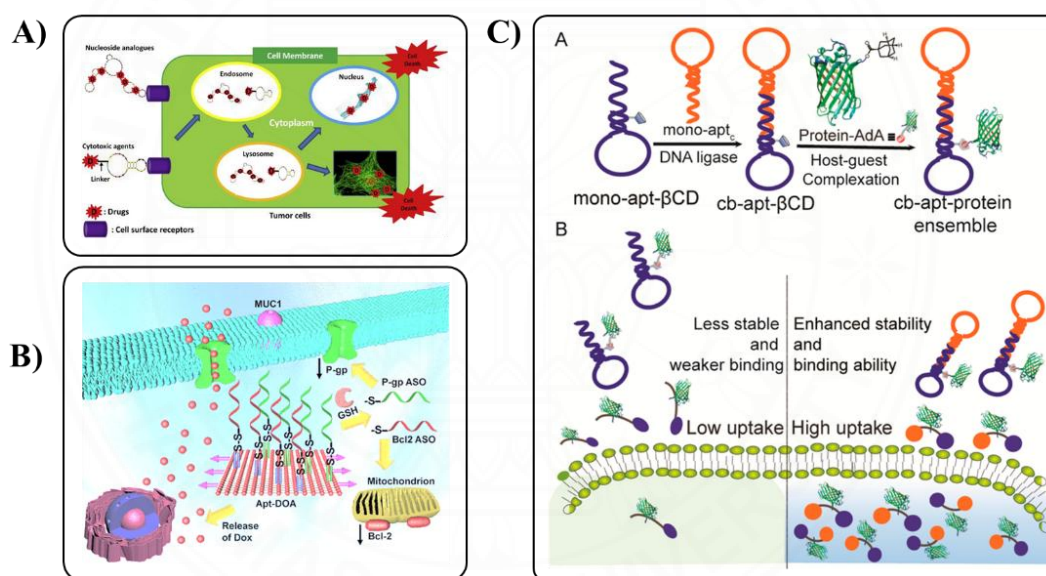 A)
Nucleoside analogues
Cell Membrane
Cell
Death
Endosome
Nucleus
Cytoplasm
Cytotoxic agents
D
Linker
Lysosome
Tumor cells
Cell
Death
D : Drugs
: Cell surface receptors
B)
MUC1
P-gp
P-gp ASO
GSH
-S-
-S-
Bcl2 ASO
-S-S-
Apt-DOA
Mitochondrion
Release
of Dox
Bcl-2
C)
A
mono-aptc
DNA ligase
Protein-AdA ≡
Host-guest
Complexation
mono-apt-βCD
cb-apt-βCD
cb-apt-protein
ensemble
B
Less stable
and
weaker binding
Enhanced stability
and
binding ability
Low uptake
High uptake